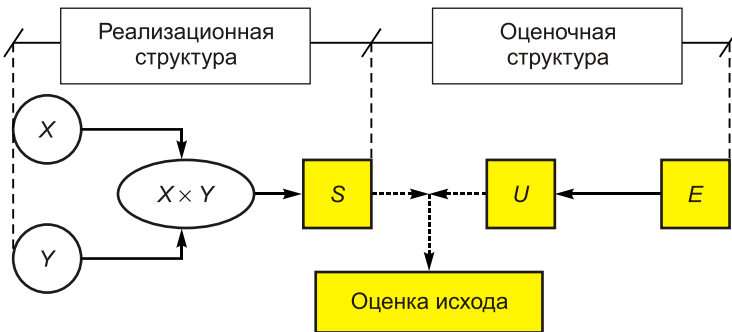 Реализационная
структура
Оценочная
структура
X
X × Y
S
U
E
Y
Оценка исхода